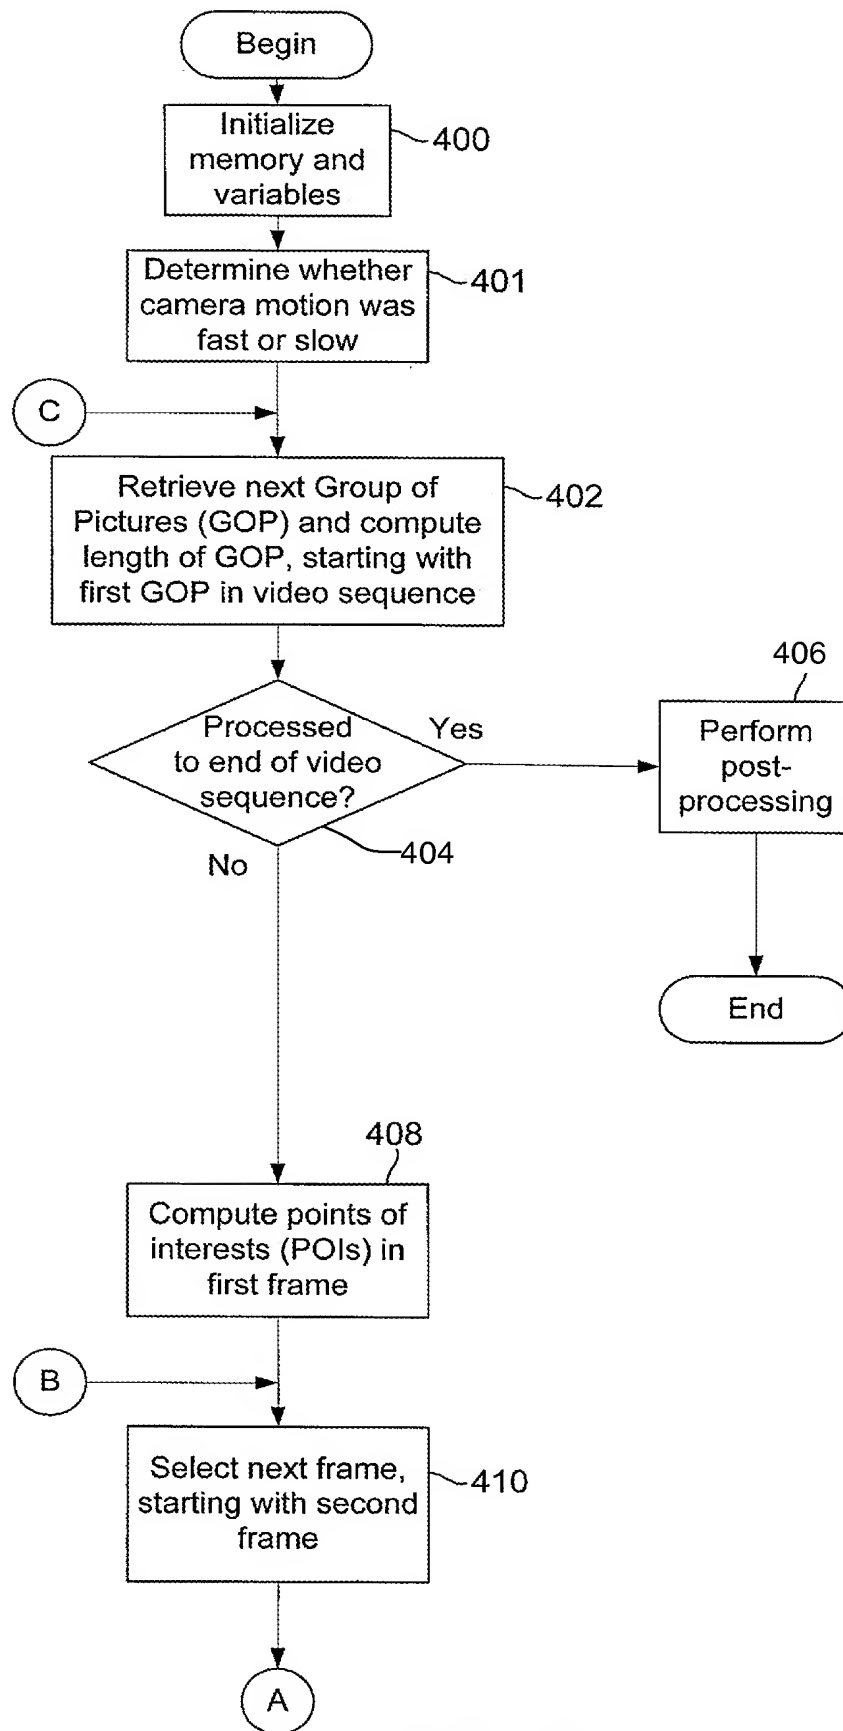 Begin
Initialize
memory and
variables
400
Determine whether
camera motion was
fast or slow
401
C
Retrieve next Group of
Pictures (GOP) and compute
length of GOP, starting with
first GOP in video sequence
402
Processed
to end of video
sequence?
Yes
404
No
406
Perform
post-
processing
End
408
Compute points of
interests (POIs) in
first frame
B
Select next frame,
starting with second
frame
410
A